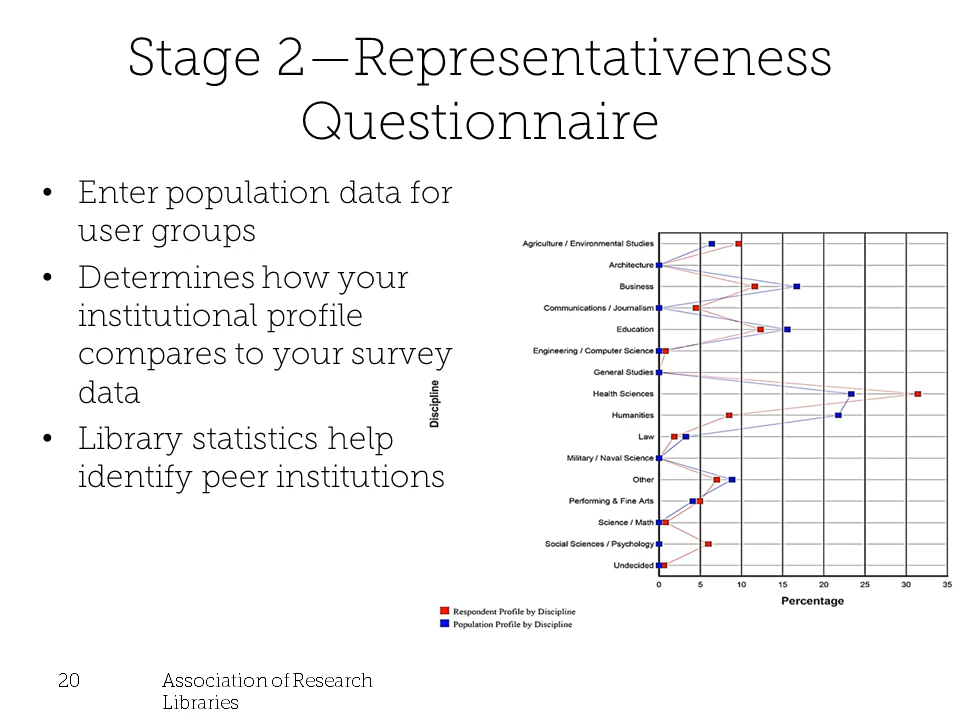 Stage 2—Representativeness
Questionnaire
• Enter population data for
user groups
• Determines how your
institutional profile
compares to your survey
data
• Library statistics help
identify peer institutions
Discipline
Agriculture / Environmental Studies
Architecture
Business
Communications / Journalism
Education
Engineering / Computer Science
General Studies
Health Sciences
Humanities
Law
Military / Naval Science
Other
Performing & Fine Arts
Science / Math
Social Sciences / Psychology
Undecided
0 5 10 15 20 25 30 35
Percentage
Respondent Profile by Discipline
Population Profile by Discipline
20
Association of Research
Libraries